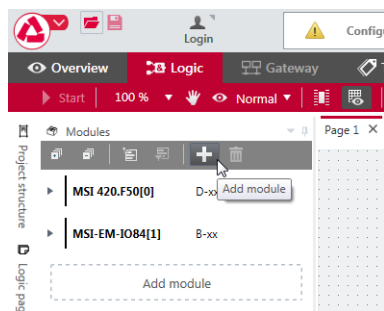 Login
Configu
Overview
Logic
Gateway
T
Start
100 %
Normal
Project structure
Modules
Page 1
MSI 420.F50[0]
D-xx
Add module
MSI-EM-IO84[1]
B-xx
Logic pag
Add module